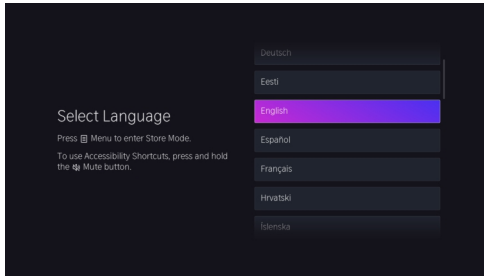 Select Language
Press Menu to enter Store Mode.
To use Accessibility Shortcuts, press and hold
the Mute button.
Deutsch
Eesti
English
Español
Français
Hrvatski
Íslenska